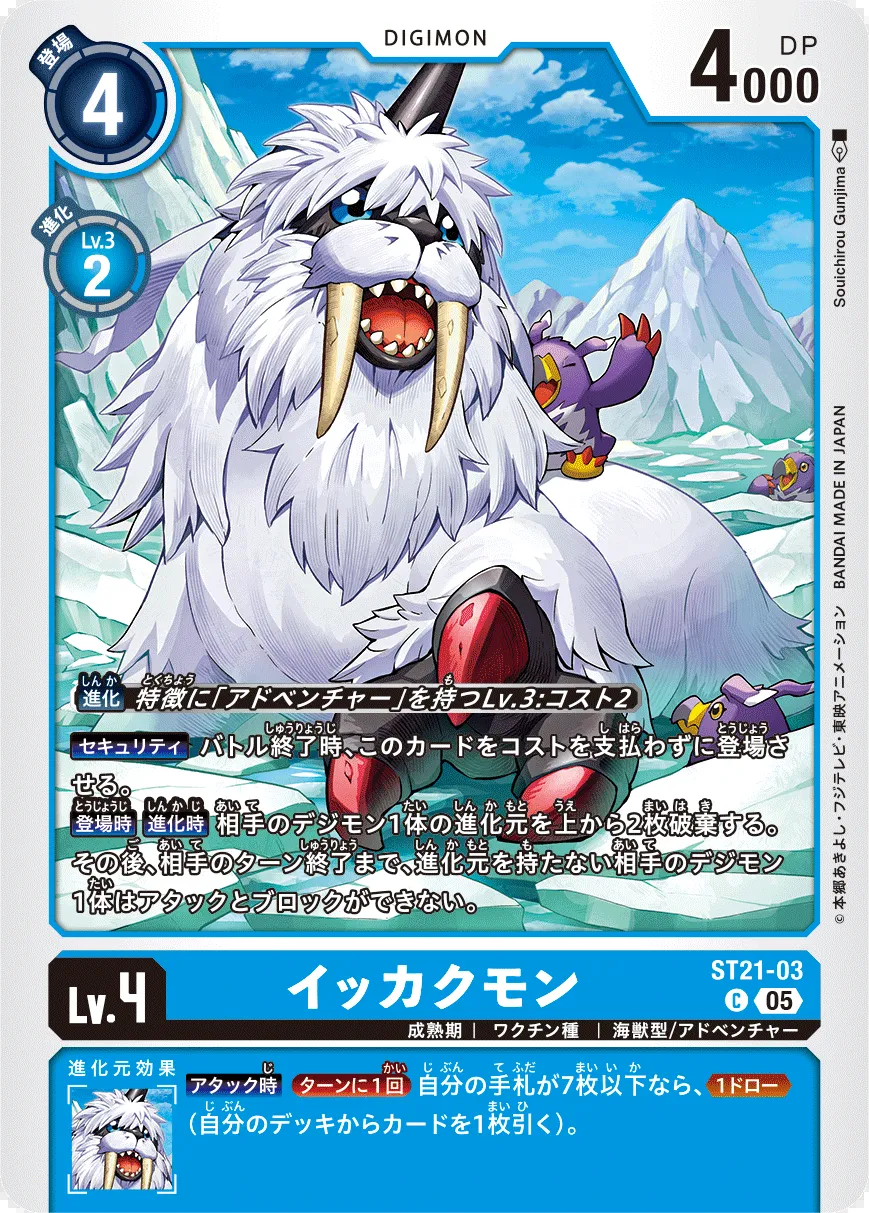 登場
4
DIGIMON
DP
4000
進化
Lv.3
2
Souichirou Gunjima
BANDAI MADE IN JAPAN
©本郷あきよし・フジテレビ・東映アニメーション
進化 特徴に「アドベンチャー」を持つLv.3:コスト2
セキュリティ バトル終了時、このカードをコストを支払わずに登場さ
せる。
登場時 進化時 相手のデジモン1体の進化元を上から2枚破棄する。
その後、相手のターン終了まで、進化元を持たない相手のデジモン
1体はアタックとブロックができない。
Lv.4
イッカクモン
ST21-03
C 05
成熟期 | ワクチン種 | 海獣型/アドベンチャー
進化元効果
アタック時 ターンに1回 自分の手札が7枚以下なら、1ドロー
(自分のデッキからカードを1枚引く)。